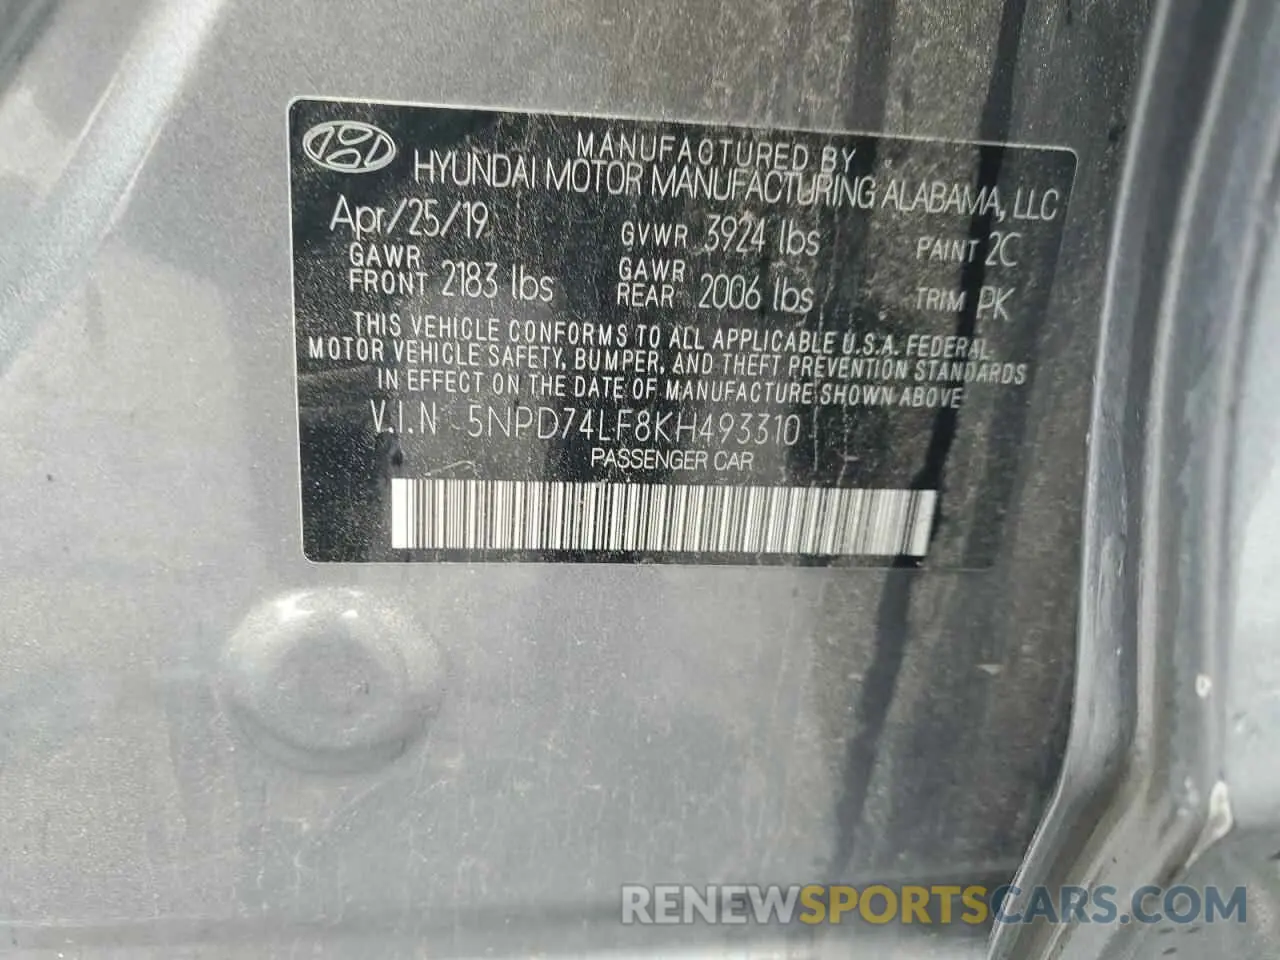 MANUFACTURED BY
HYUNDAI MOTOR MANUFACTURING ALABAMA, LLC
Apr/25/19 GVWR 3924 lbs PAINT 2C
GAWR FRONT 2183 lbs GAWR REAR 2006 lbs TRIM PK
THIS VEHICLE CONFORMS TO ALL APPLICABLE U.S.A. FEDERAL
MOTOR VEHICLE SAFETY, BUMPER, AND THEFT PREVENTION STANDARDS
IN EFFECT ON THE DATE OF MANUFACTURE SHOWN ABOVE
V.I.N 5NPD74LF8KH493310
PASSENGER CAR
RENEWSPORTSCARS.COM